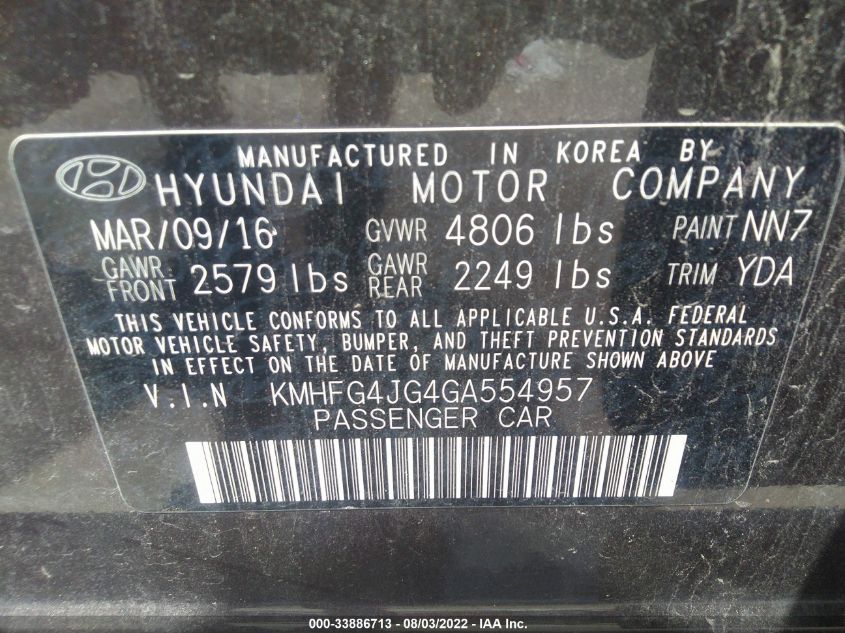 MANUFACTURED IN KOREA BY
HYUNDAI MOTOR COMPANY
MAR/09/16 GVWR 4806 lbs PAINT NN7
GAWR: FRONT 2579 lbs GAWR REAR 2249 lbs TRIM YDA
THIS VEHICLE CONFORMS TO ALL APPLICABLE U.S.A. FEDERAL
MOTOR VEHICLE SAFETY, BUMPER, AND THEFT PREVENTION STANDARDS
IN EFFECT ON THE DATE OF MANUFACTURE SHOWN ABOVE
V.I.N KMHFG4JG4GA554957
PASSENGER CAR
000-33886713 - 08/03/2022 - IAA Inc.